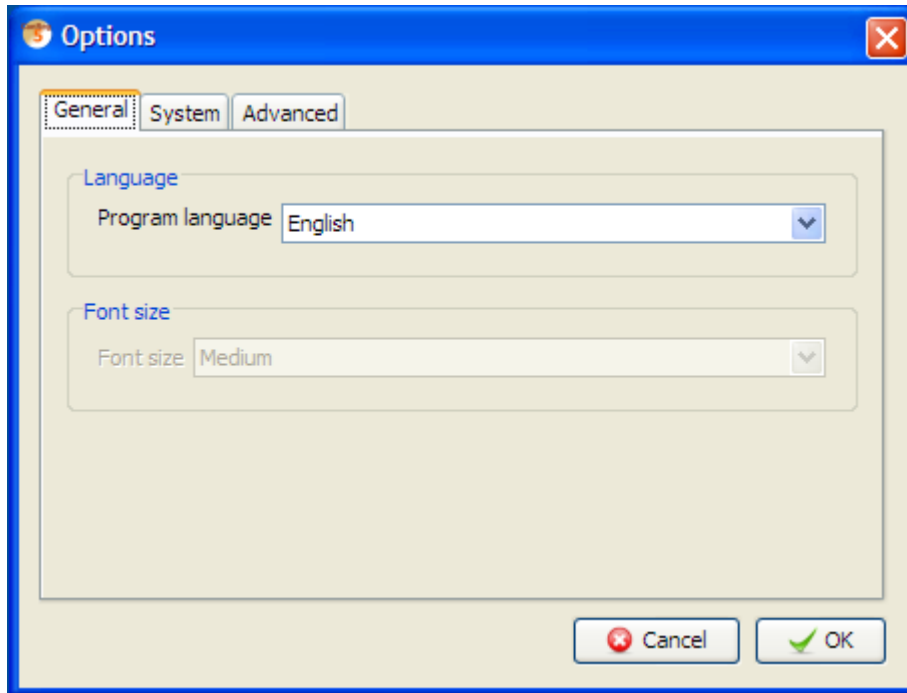 Options
General System Advanced
Language
Program language English
Font size
Font size Medium
Cancel OK